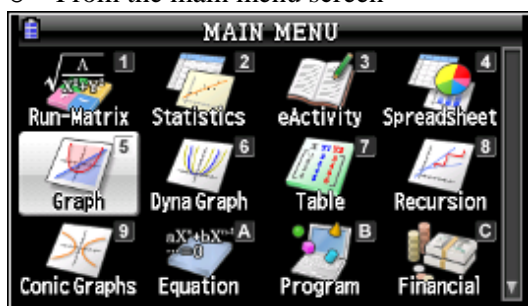 From the main menu screen
MAIN MENU
1 2 3 4
Run-Matrix Statistics eActivity Spreadsheet
5 6 7 8
Graph Dyna Graph Table Recursion
9 A B C
Conic Graphs Equation Program Financial